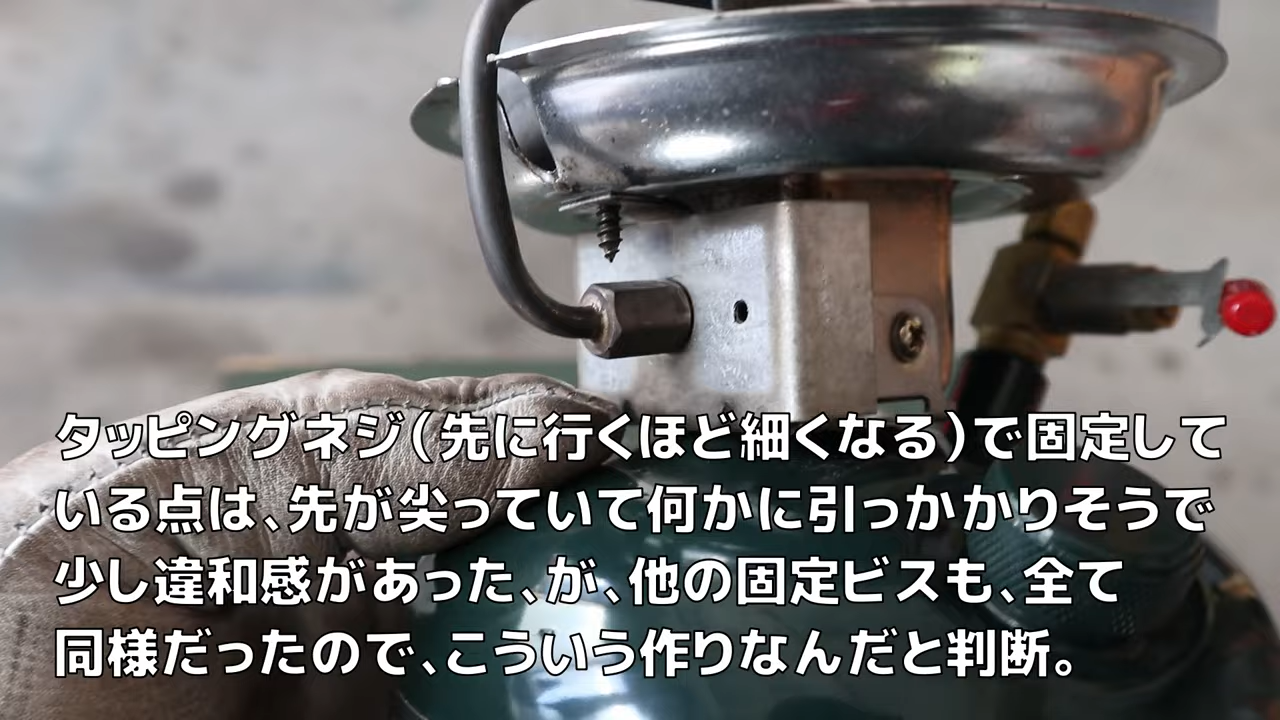 タッピングネジ（先に行くほど細くなる）で固定して
いる点は、先が尖っていて何かに引っかかりそうで
少し違和感があった、が、他の固定ビスも、全て
同様だったので、こういう作りなんだと判断。